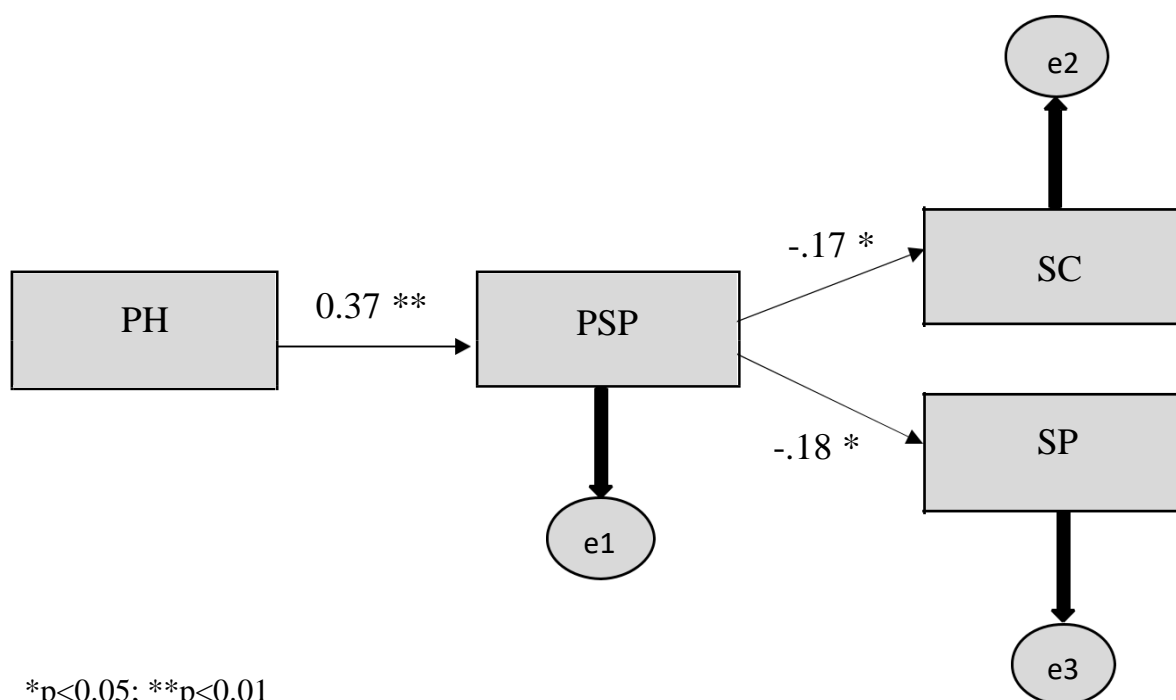 e2
-.17 *
SC
PH
0.37 **
PSP
-.18 *
SP
e1
e3
*p<0.05; **p<0.01